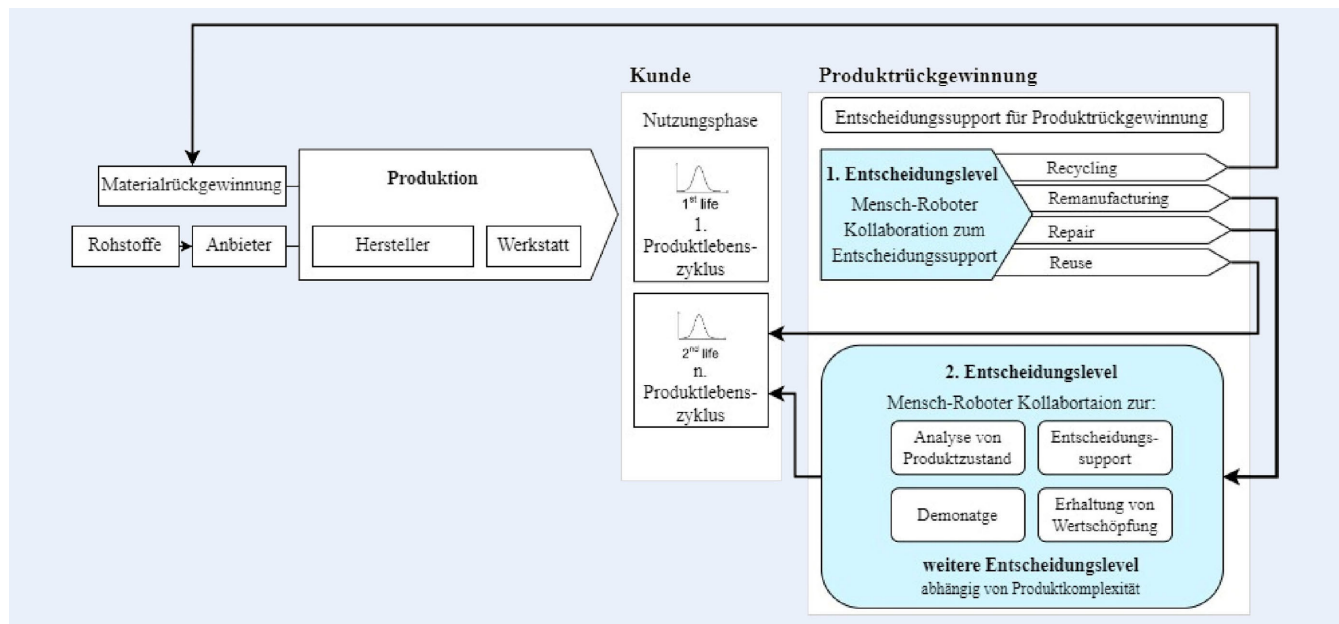 Kunde
Produktrückgewinnung
Nutzungsphase
Entscheidungssupport für Produktrückgewinnung
Materialrückgewinnung
Rohstoffe
Anbieter
Produktion
Hersteller
Werkstatt
1st life
1.
Produktlebens-
zyklus
2nd life
n.
Produktlebens-
zyklus
1. Entscheidungslevel
Mensch-Roboter
Kollaboration zum
Entscheidungssupport
Recycling
Remanufacturing
Repair
Reuse
2. Entscheidungslevel
Mensch-Roboter Kollabortaion zur:
Analyse von
Produktzustand
Entscheidungs-
support
Demonatge
Erhaltung von
Wertschöpfung
weitere Entscheidungslevel
abhängig von Produktkomplexität